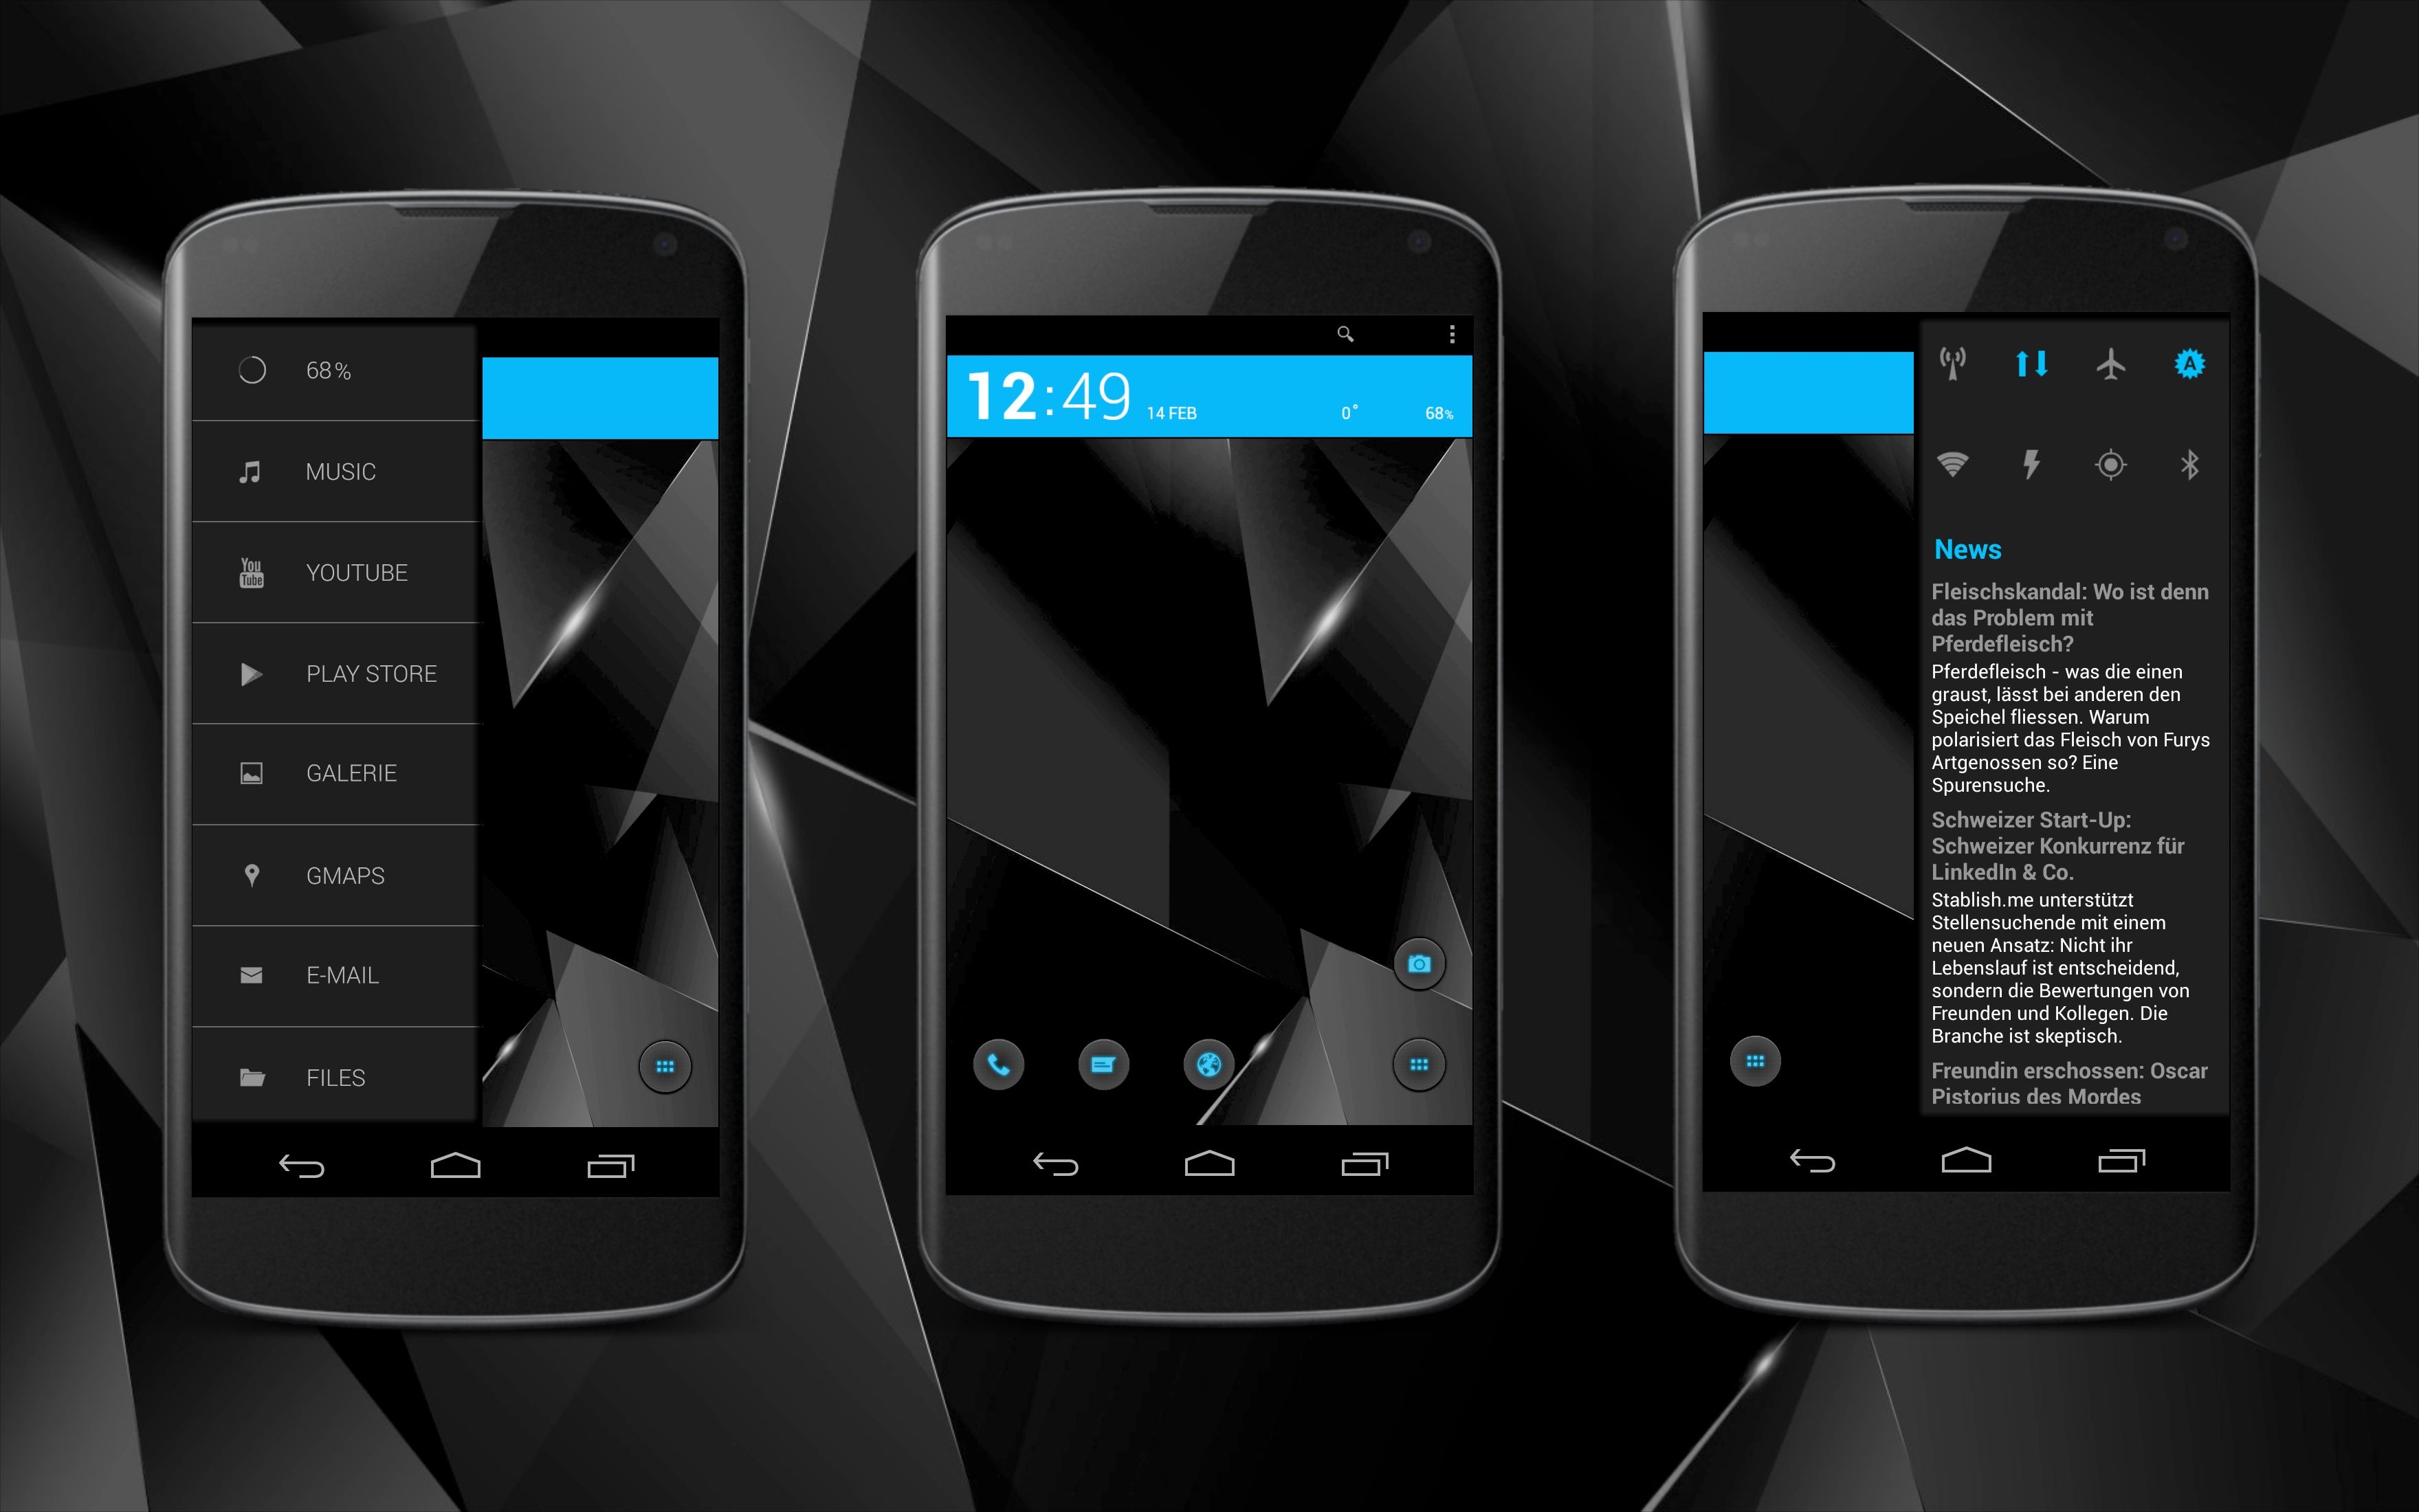 68%
MUSIC
You
Tube
YOUTUBE
PLAY STORE
GALERIE
GMAPS
E-MAIL
FILES
12:49 14 FEB 0° 68%
A
News
Fleischskandal: Wo ist denn
das Problem mit
Pferdefleisch?
Pferdefleisch - was die einen
graust, lässt bei anderen den
Speichel fliessen. Warum
polarisiert das Fleisch von Furys
Artgenossen so? Eine
Spurensuche.
Schweizer Start-Up:
Schweizer Konkurrenz für
LinkedIn & Co.
Stablish.me unterstützt
Stellensuchende mit einem
neuen Ansatz: Nicht ihr
Lebenslauf ist entscheidend,
sondern die Bewertungen von
Freunden und Kollegen. Die
Branche ist skeptisch.
Freundin erschossen: Oscar
Pistorius des Mordes